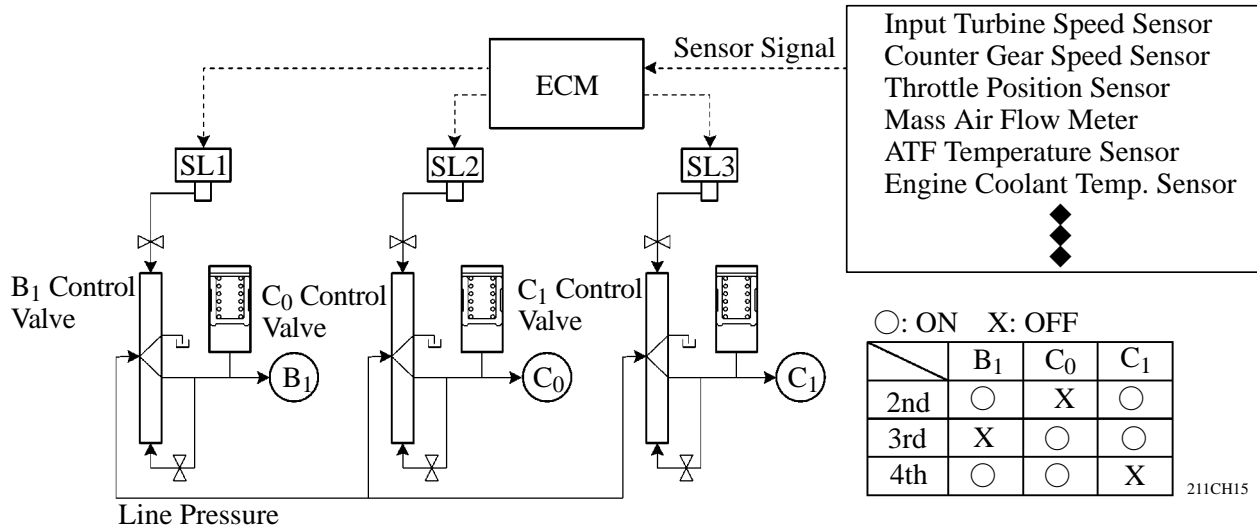 Sensor Signal
ECM
Input Turbine Speed Sensor
Counter Gear Speed Sensor
Throttle Position Sensor
Mass Air Flow Meter
ATF Temperature Sensor
Engine Coolant Temp. Sensor
SL1
SL2
SL3
B1 Control
Valve
C0 Control
Valve
C1 Control
Valve
B1
C0
C1
Line Pressure
○: ON X: OFF
B1 C0 C1
2nd ○ X ○
3rd X ○ ○
4th ○ ○ X
211CH15